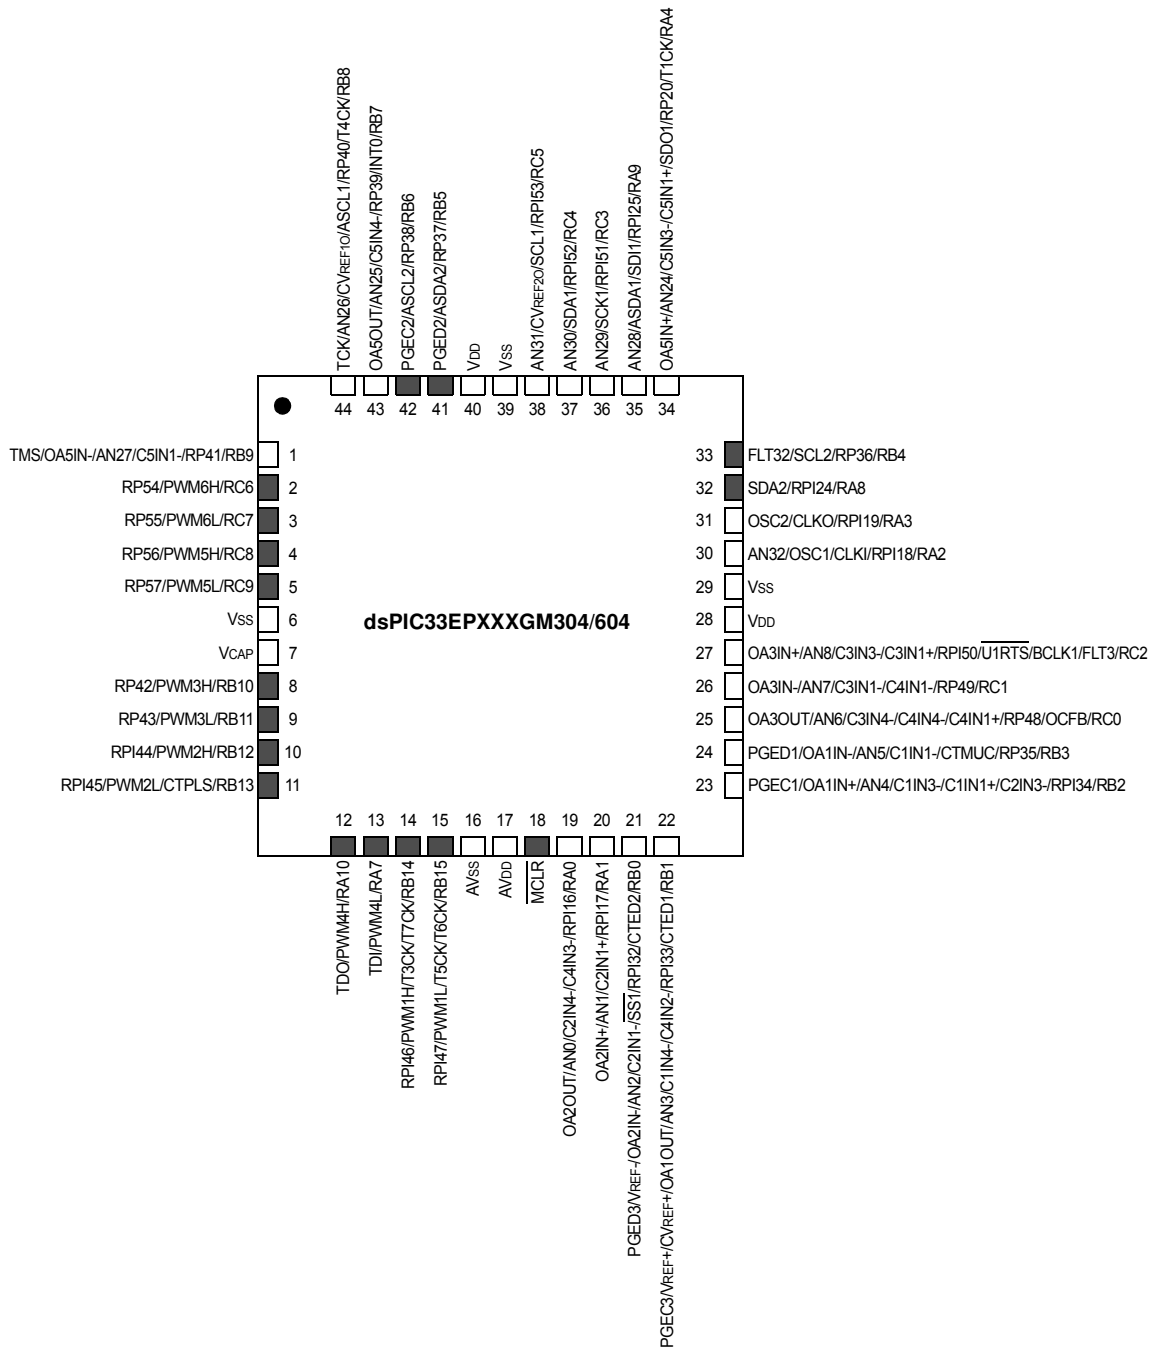 TCK/AN26/CVREF1O/ASCL1/RP40/T4CK/RB8
OA5OUT/AN25/C5IN4-/RP39/INT0/RB7
PGEC2/ASCL2/RP38/RB6
PGED2/ASDA2/RP37/RB5
VDD
VSS
AN31/CVREF2O/SCL1/RPI53/RC5
AN30/SDA1/RPI52/RC4
AN29/SCK1/RPI51/RC3
AN28/ASDA1/SDI1/RPI25/RA9
OA5IN+/AN24/C5IN3-/C5IN1+/SDO1/RP20/T1CK/RA4
44 43 42 41 40 39 38 37 36 35 34
TMS/OA5IN-/AN27/C5IN1-/RP41/RB9 1
RP54/PWM6H/RC6 2
RP55/PWM6L/RC7 3
RP56/PWM5H/RC8 4
RP57/PWM5L/RC9 5
VSS 6
VCAP 7
RP42/PWM3H/RB10 8
RP43/PWM3L/RB11 9
RPI44/PWM2H/RB12 10
RPI45/PWM2L/CTPLS/RB13 11
dsPIC33EPXXXGM304/604
33 FLT32/SCL2/RP36/RB4
32 SDA2/RPI24/RA8
31 OSC2/CLKO/RPI19/RA3
30 AN32/OSC1/CLKI/RPI18/RA2
29 VSS
28 VDD
27 OA3IN+/AN8/C3IN3-/C3IN1+/RPI50/U1RTS/BCLK1/FLT3/RC2
26 OA3IN-/AN7/C3IN1-/C4IN1-/RP49/RC1
25 OA3OUT/AN6/C3IN4-/C4IN4-/C4IN1+/RP48/OCFB/RC0
24 PGED1/OA1IN-/AN5/C1IN1-/CTMUC/RP35/RB3
23 PGEC1/OA1IN+/AN4/C1IN3-/C1IN1+/C2IN3-/RPI34/RB2
12 13 14 15 16 17 18 19 20 21 22
TDO/PWM4H/RA10
TDI/PWM4L/RA7
RPI46/PWM1H/T3CK/T7CK/RB14
RPI47/PWM1L/T5CK/T6CK/RB15
AVSS
AVDD
MCLR
OA2OUT/AN0/C2IN4-/C4IN3-/RPI16/RA0
OA2IN+/AN1/C2IN1+/RPI17/RA1
PGED3/VREF-/OA2IN-/AN2/C2IN1-/SS1/RPI32/CTED2/RB0
PGEC3/VREF+/CVREF+/OA1OUT/AN3/C1IN4-/C4IN2-/RPI33/CTED1/RB1